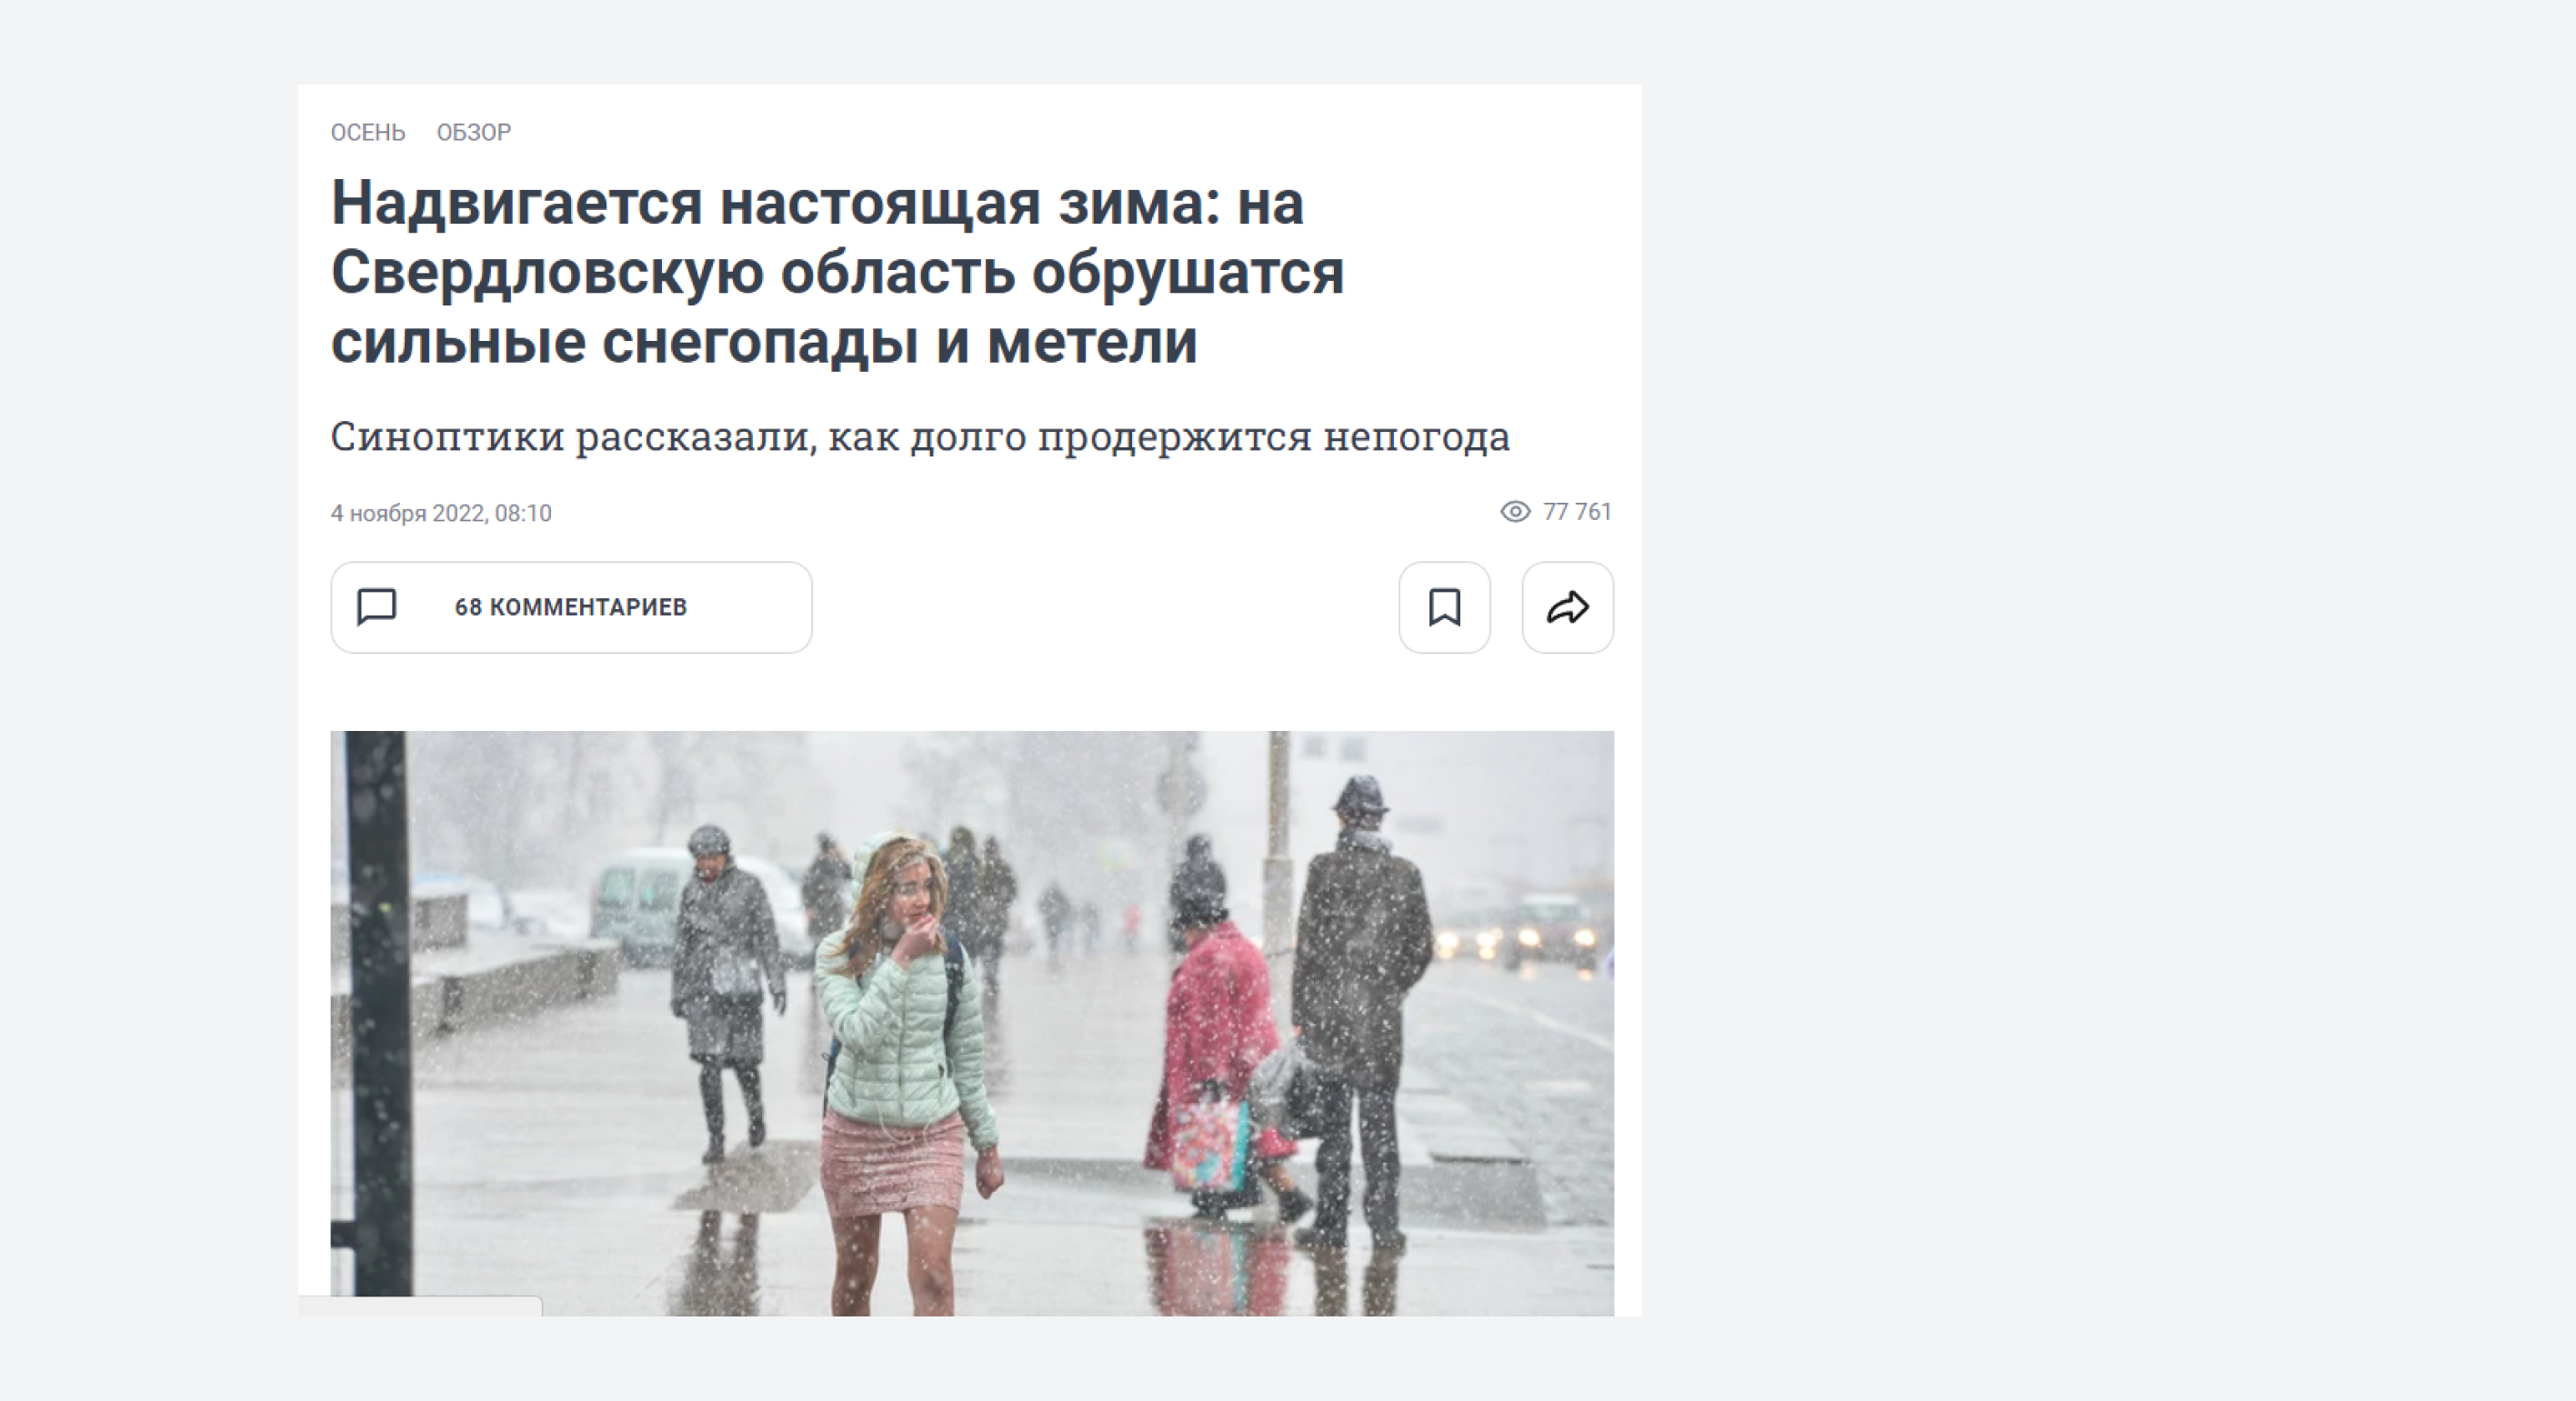 ОСЕНЬ ОБЗОР
Надвигается настоящая зима: на
Свердловскую область обрушатся
сильные снегопады и метели
Синоптики рассказали, как долго продержится непогода
4 ноября 2022, 08:10 77 761
68 КОММЕНТАРИЕВ